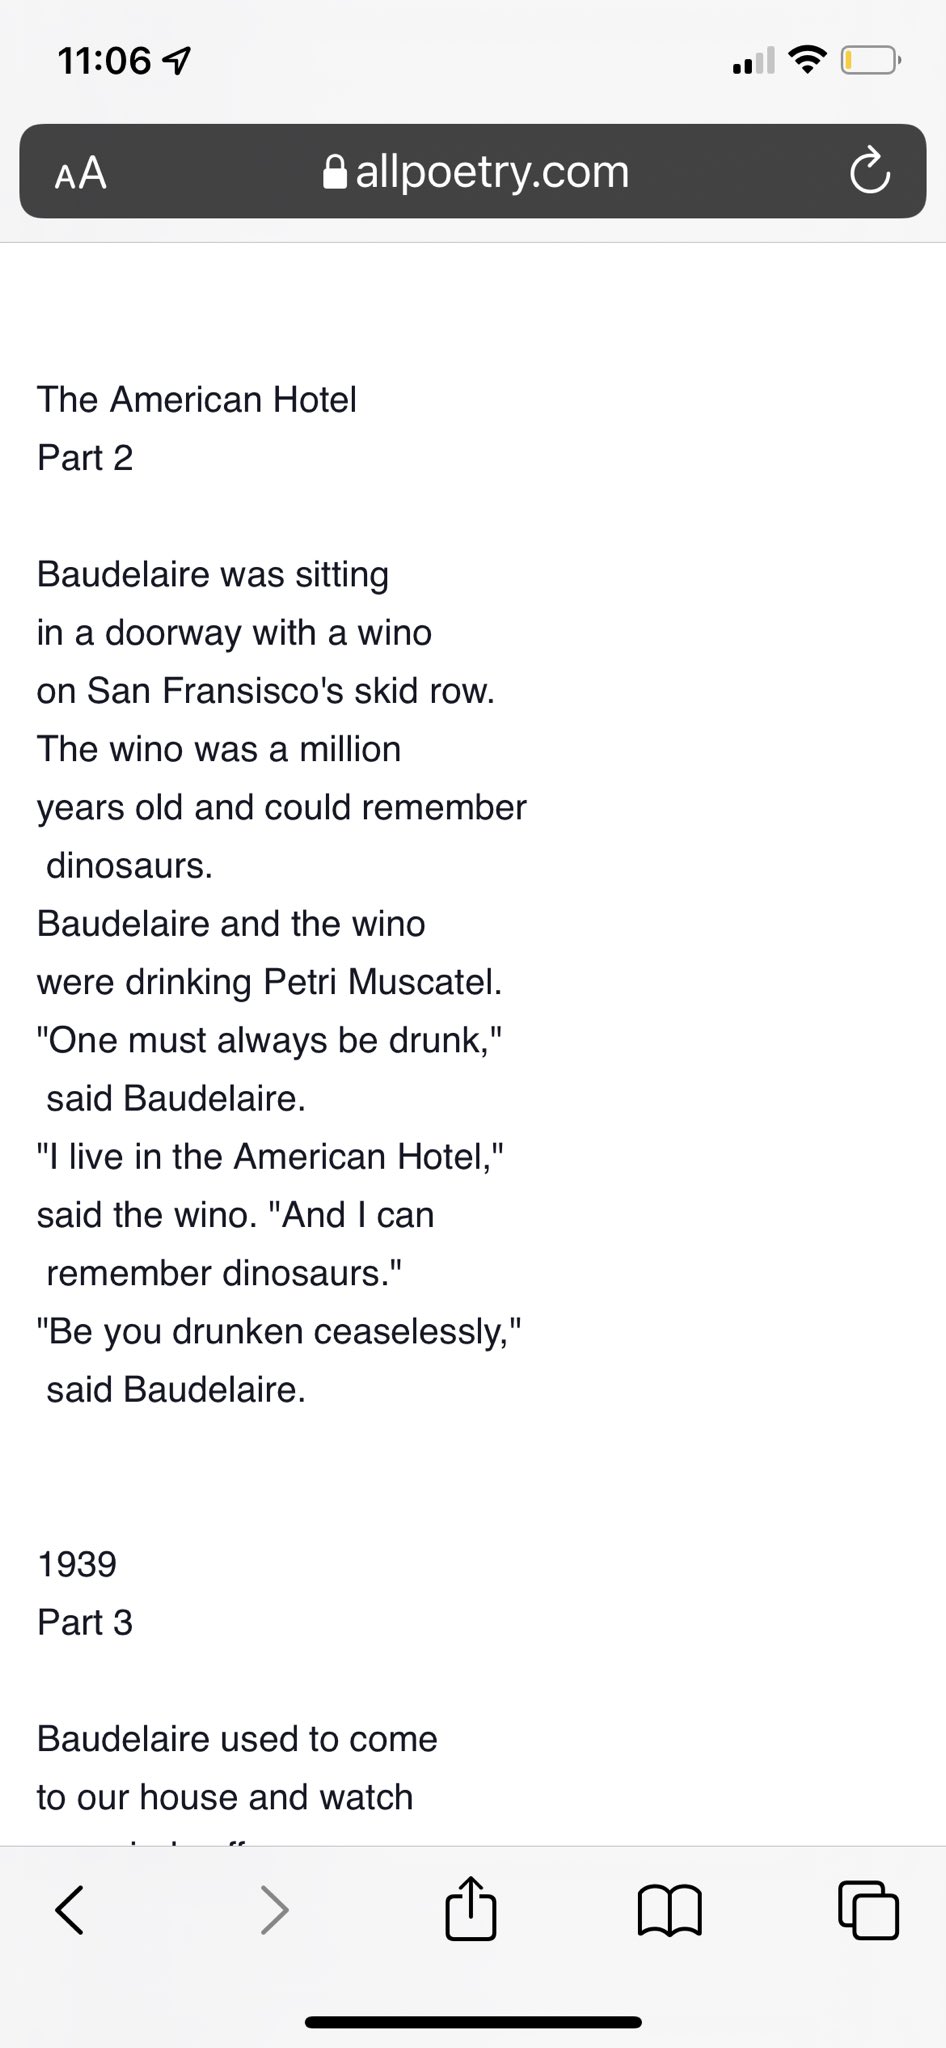 11:06
AA allpoetry.com
The American Hotel
Part 2
Baudelaire was sitting
in a doorway with a wino
on San Fransisco's skid row.
The wino was a million
years old and could remember
dinosaurs.
Baudelaire and the wino
were drinking Petri Muscatel.
"One must always be drunk,"
said Baudelaire.
"I live in the American Hotel,"
said the wino. "And I can
remember dinosaurs."
"Be you drunken ceaselessly,"
said Baudelaire.
1939
Part 3
Baudelaire used to come
to our house and watch